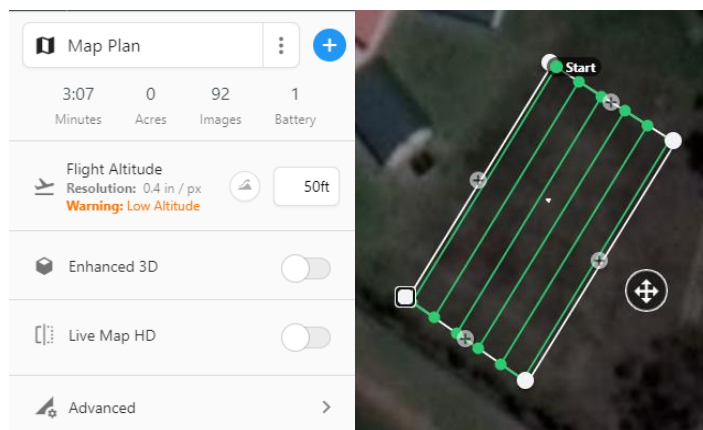 Map Plan
3:07 0 92 1
Minutes Acres Images Battery
Flight Altitude
Resolution: 0.4 in / px
50ft
Warning: Low Altitude
Enhanced 3D
Live Map HD
Advanced
Start